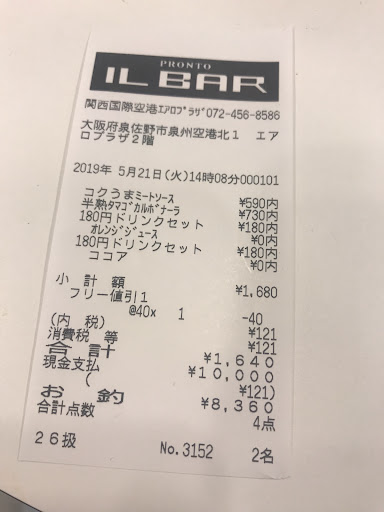 PRONTO
IL BAR
関西国際空港ｴｱﾛﾌﾟﾗｻﾞ072-456-8586
大阪府泉佐野市泉州空港北１ エア
ロプラザ２階
2019年 5月21日(火)14時08分000101
コクうまﾐｰﾄｿｰｽ ¥590内
半熟ﾀﾏｺﾞｶﾙﾎﾞﾅｰﾗ ¥730内
180円ドリンクセット ¥180内
ｵﾚﾝｼﾞｼﾞｭｰｽ ¥0内
180円ドリンクセット ¥180内
ココア ¥0内
小 計 額 ¥1,680
フリー値引１
@40x 1 -40
(内 税) ¥121
消費税 等 ¥121
合 計 ¥１,６４０
現金支払 ¥１０,０００
( ¥121)
お 釣 ¥８,３６０
合計点数 4点
２６扱 No.3152 2名